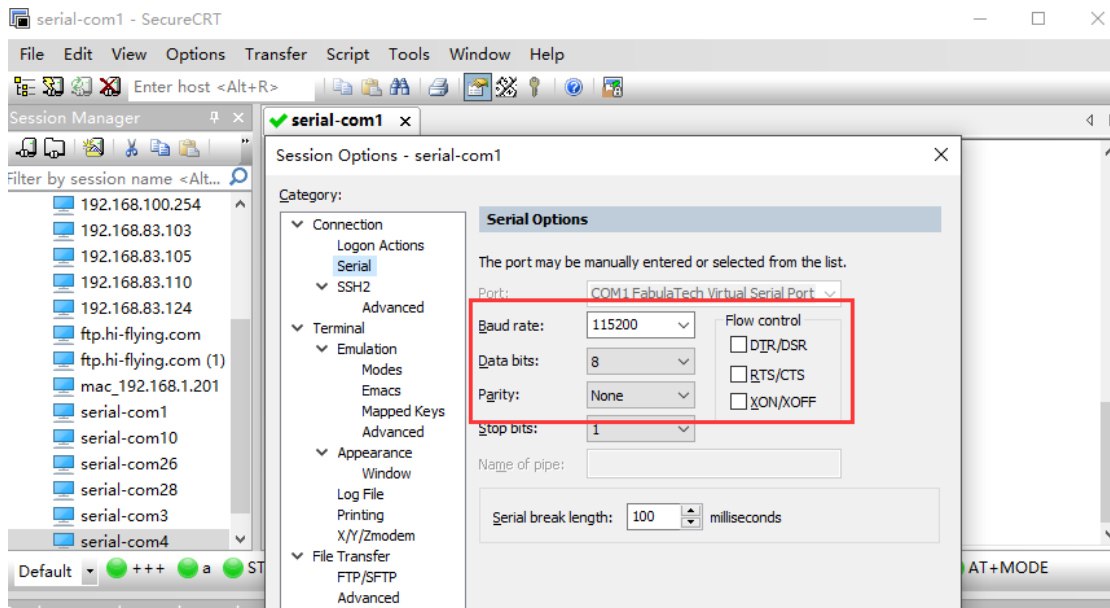 serial-com1 - SecureCRT
File Edit View Options Transfer Script Tools Window Help
Enter host <Alt+R>
Session Manager
serial-com1
Filter by session name <Alt...
192.168.100.254
192.168.83.103
192.168.83.105
192.168.83.110
192.168.83.124
ftp.hi-flying.com
ftp.hi-flying.com (1)
mac_192.168.1.201
serial-com1
serial-com10
serial-com26
serial-com28
serial-com3
serial-com4
Session Options - serial-com1
Category:
Connection
Logon Actions
Serial
SSH2
Advanced
Terminal
Emulation
Modes
Emacs
Mapped Keys
Advanced
Appearance
Window
Log File
Printing
X/Y/Zmodem
File Transfer
FTP/SFTP
Advanced
Serial Options
The port may be manually entered or selected from the list.
Port: COM1 FabulaTech Virtual Serial Port
Baud rate: 115200
Data bits: 8
Parity: None
Stop bits: 1
Flow control
DTR/DSR
RTS/CTS
XON/XOFF
Name of pipe:
Serial break length: 100 milliseconds
Default +++ a ST AT+MODE